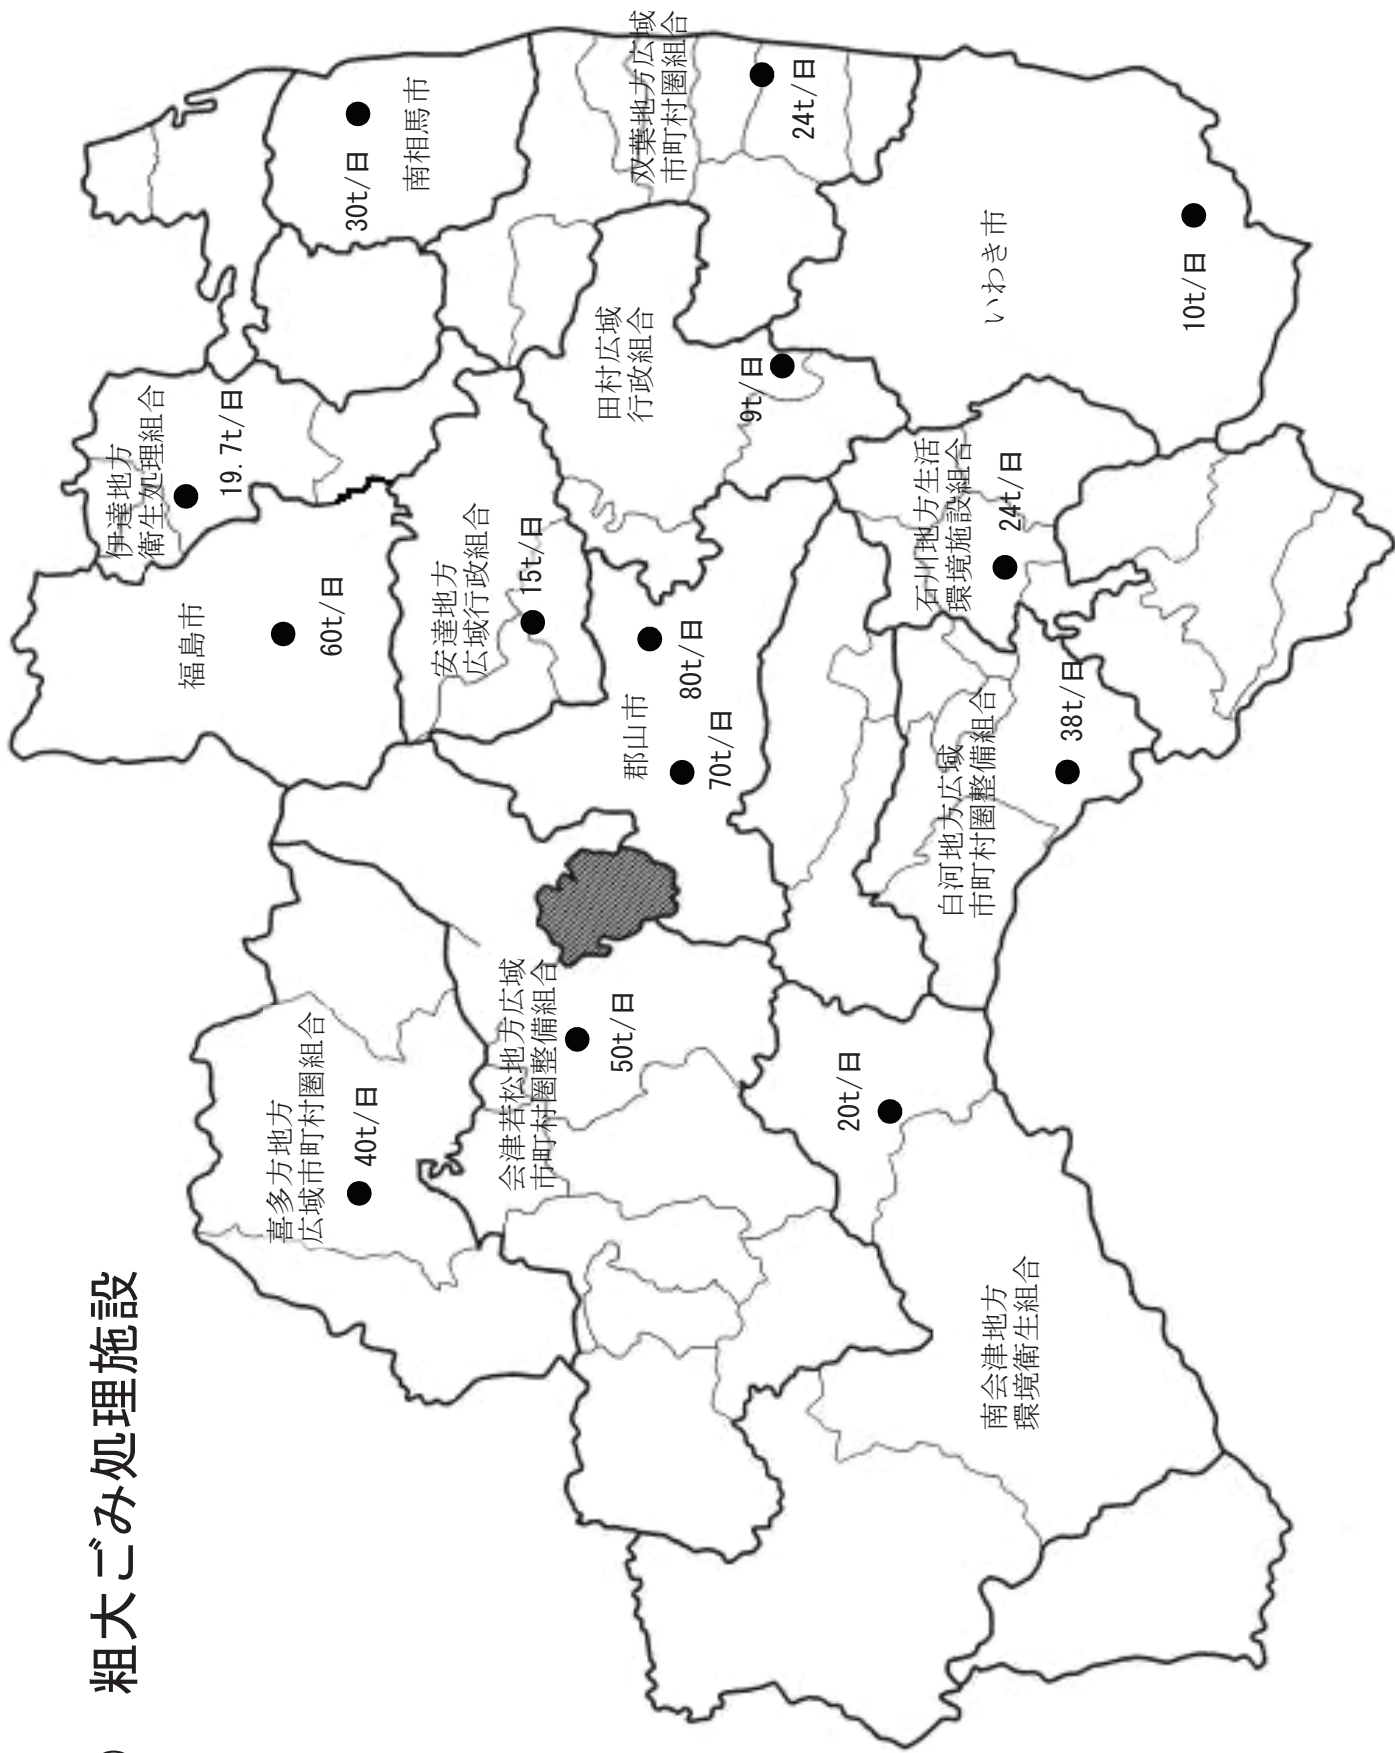 粗大ごみ処理施設
喜多方地方
広域市町村圏組合
40t/日
会津若松地方広域
市町村圏整備組合
50t/日
南会津地方
環境衛生組合
20t/日
福島市
60t/日
伊達地方
衛生処理組合
19.7t/日
安達地方
広域行政組合
15t/日
郡山市
80t/日
70t/日
田村広域
行政組合
9t/日
石川地方生活
環境施設組合
24t/日
白河地方広域
市町村圏整備組合
38t/日
南相馬市
30t/日
双葉地方広域
市町村圏組合
24t/日
いわき市
10t/日